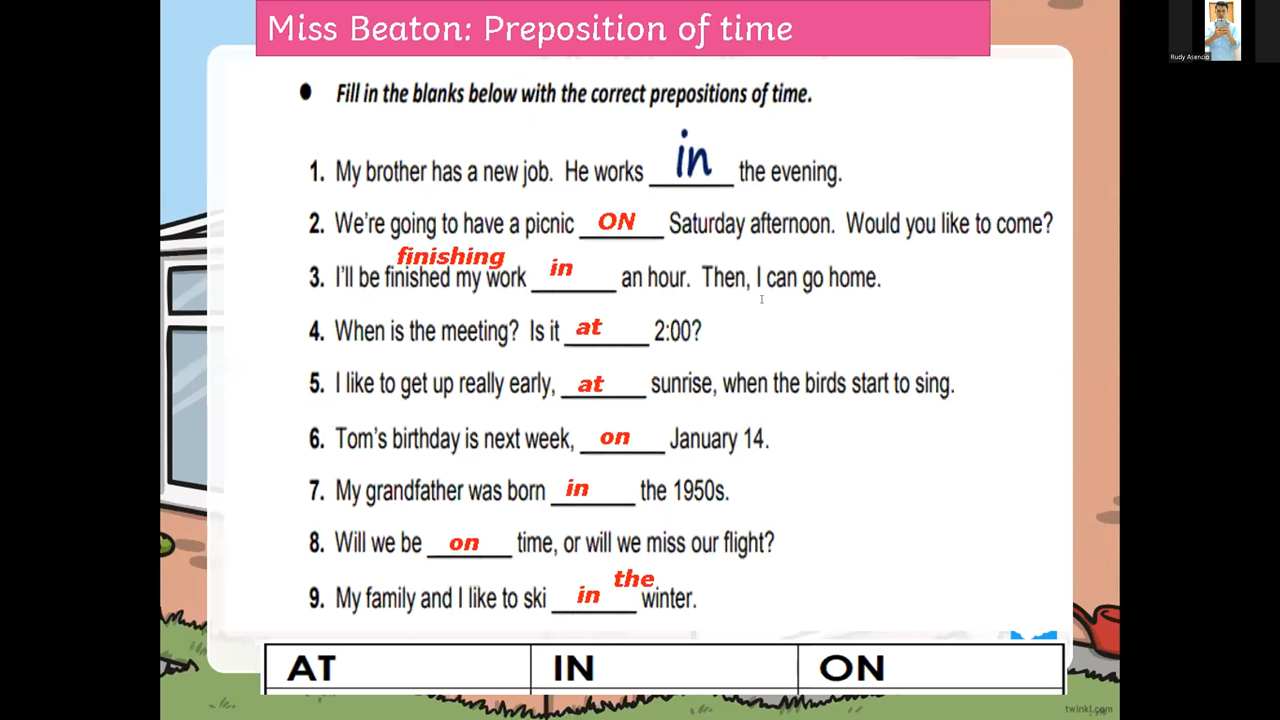 Miss Beaton: Preposition of time
Rudy Asencio
● Fill in the blanks below with the correct prepositions of time.
1. My brother has a new job. He works in the evening.
2. We're going to have a picnic ON Saturday afternoon. Would you like to come?
finishing
3. I'll be finished my work in an hour. Then, I can go home.
4. When is the meeting? Is it at 2:00?
5. I like to get up really early, at sunrise, when the birds start to sing.
6. Tom's birthday is next week, on January 14.
7. My grandfather was born in the 1950s.
8. Will we be on time, or will we miss our flight?
the
9. My family and I like to ski in winter.
AT IN ON
twinkl.com